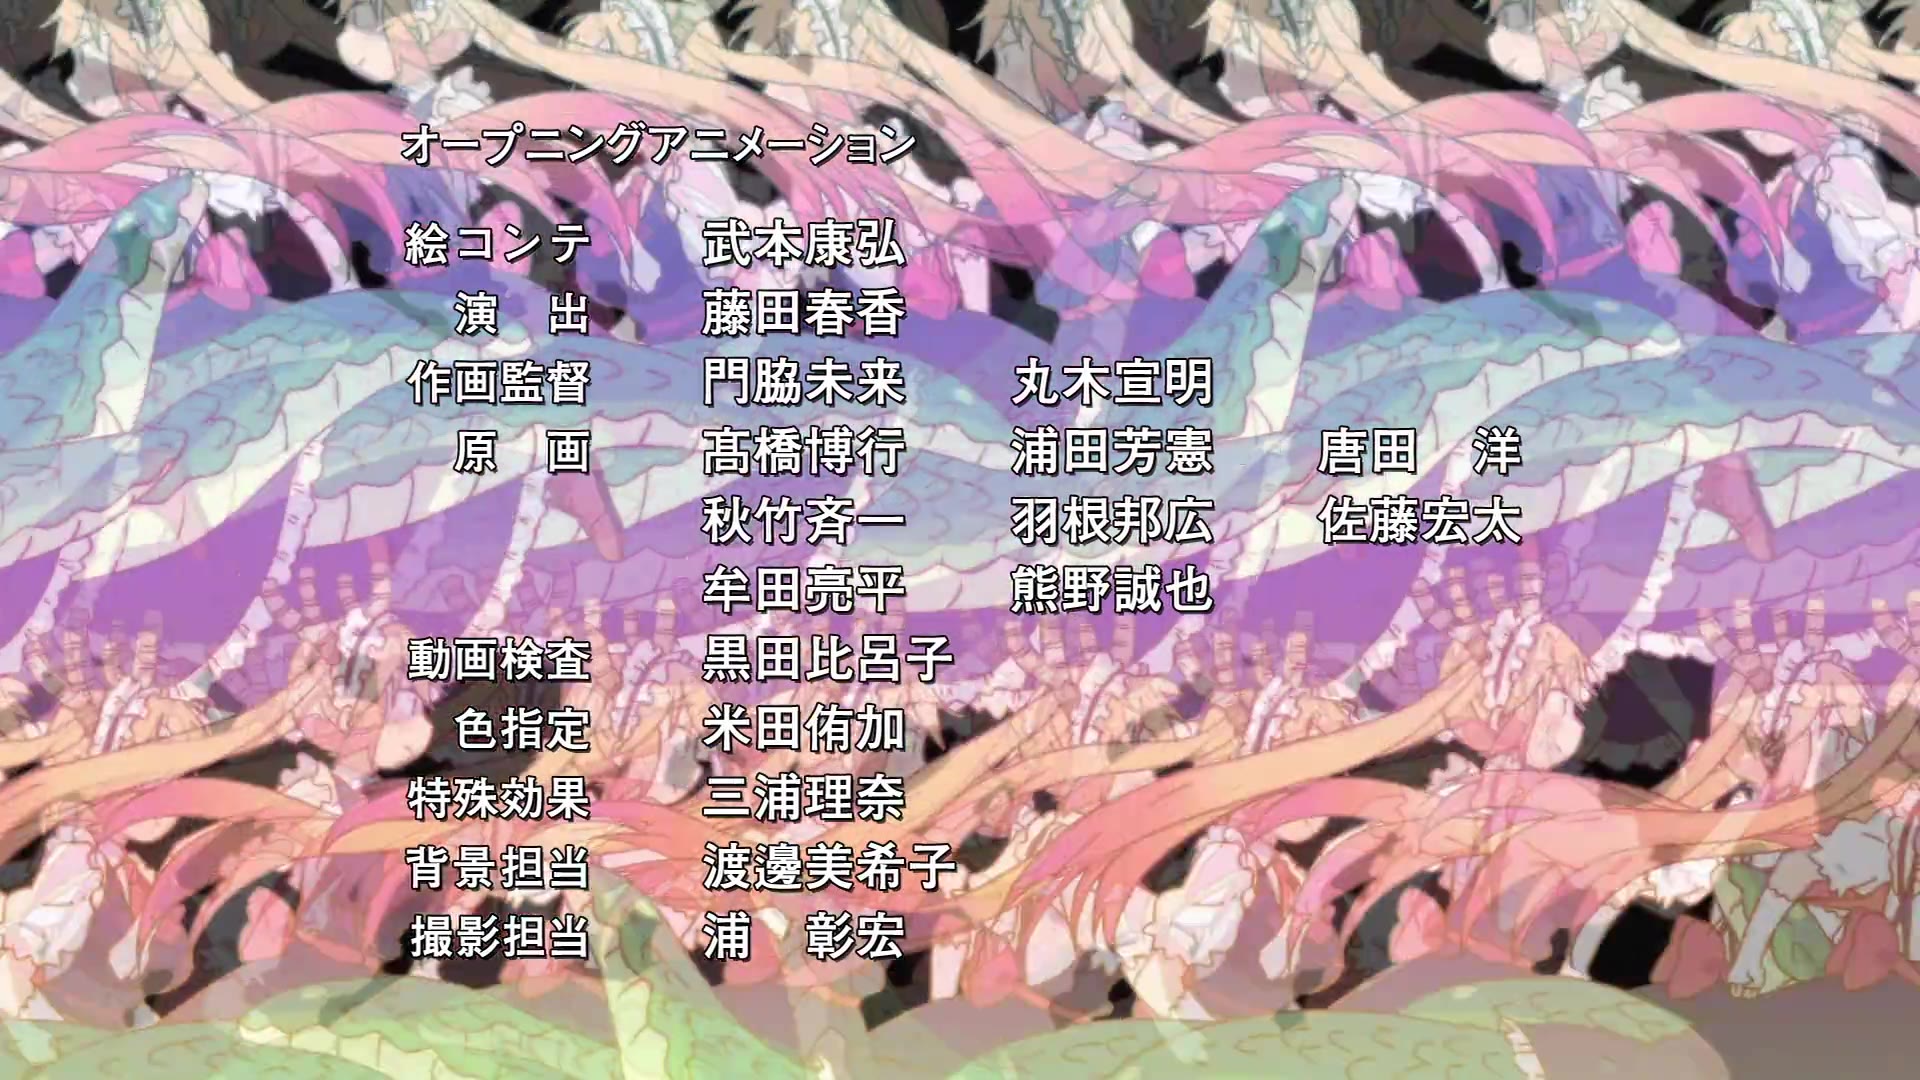 オープニングアニメーション
絵コンテ 武本康弘
演　出 藤田春香
作画監督 門脇未来 丸木宣明
原　画 髙橋博行 浦田芳憲 唐田　洋
秋竹斉一 羽根邦広 佐藤宏太
牟田亮平 熊野誠也
動画検査 黒田比呂子
色指定 米田侑加
特殊効果 三浦理奈
背景担当 渡邊美希子
撮影担当 浦　彰宏